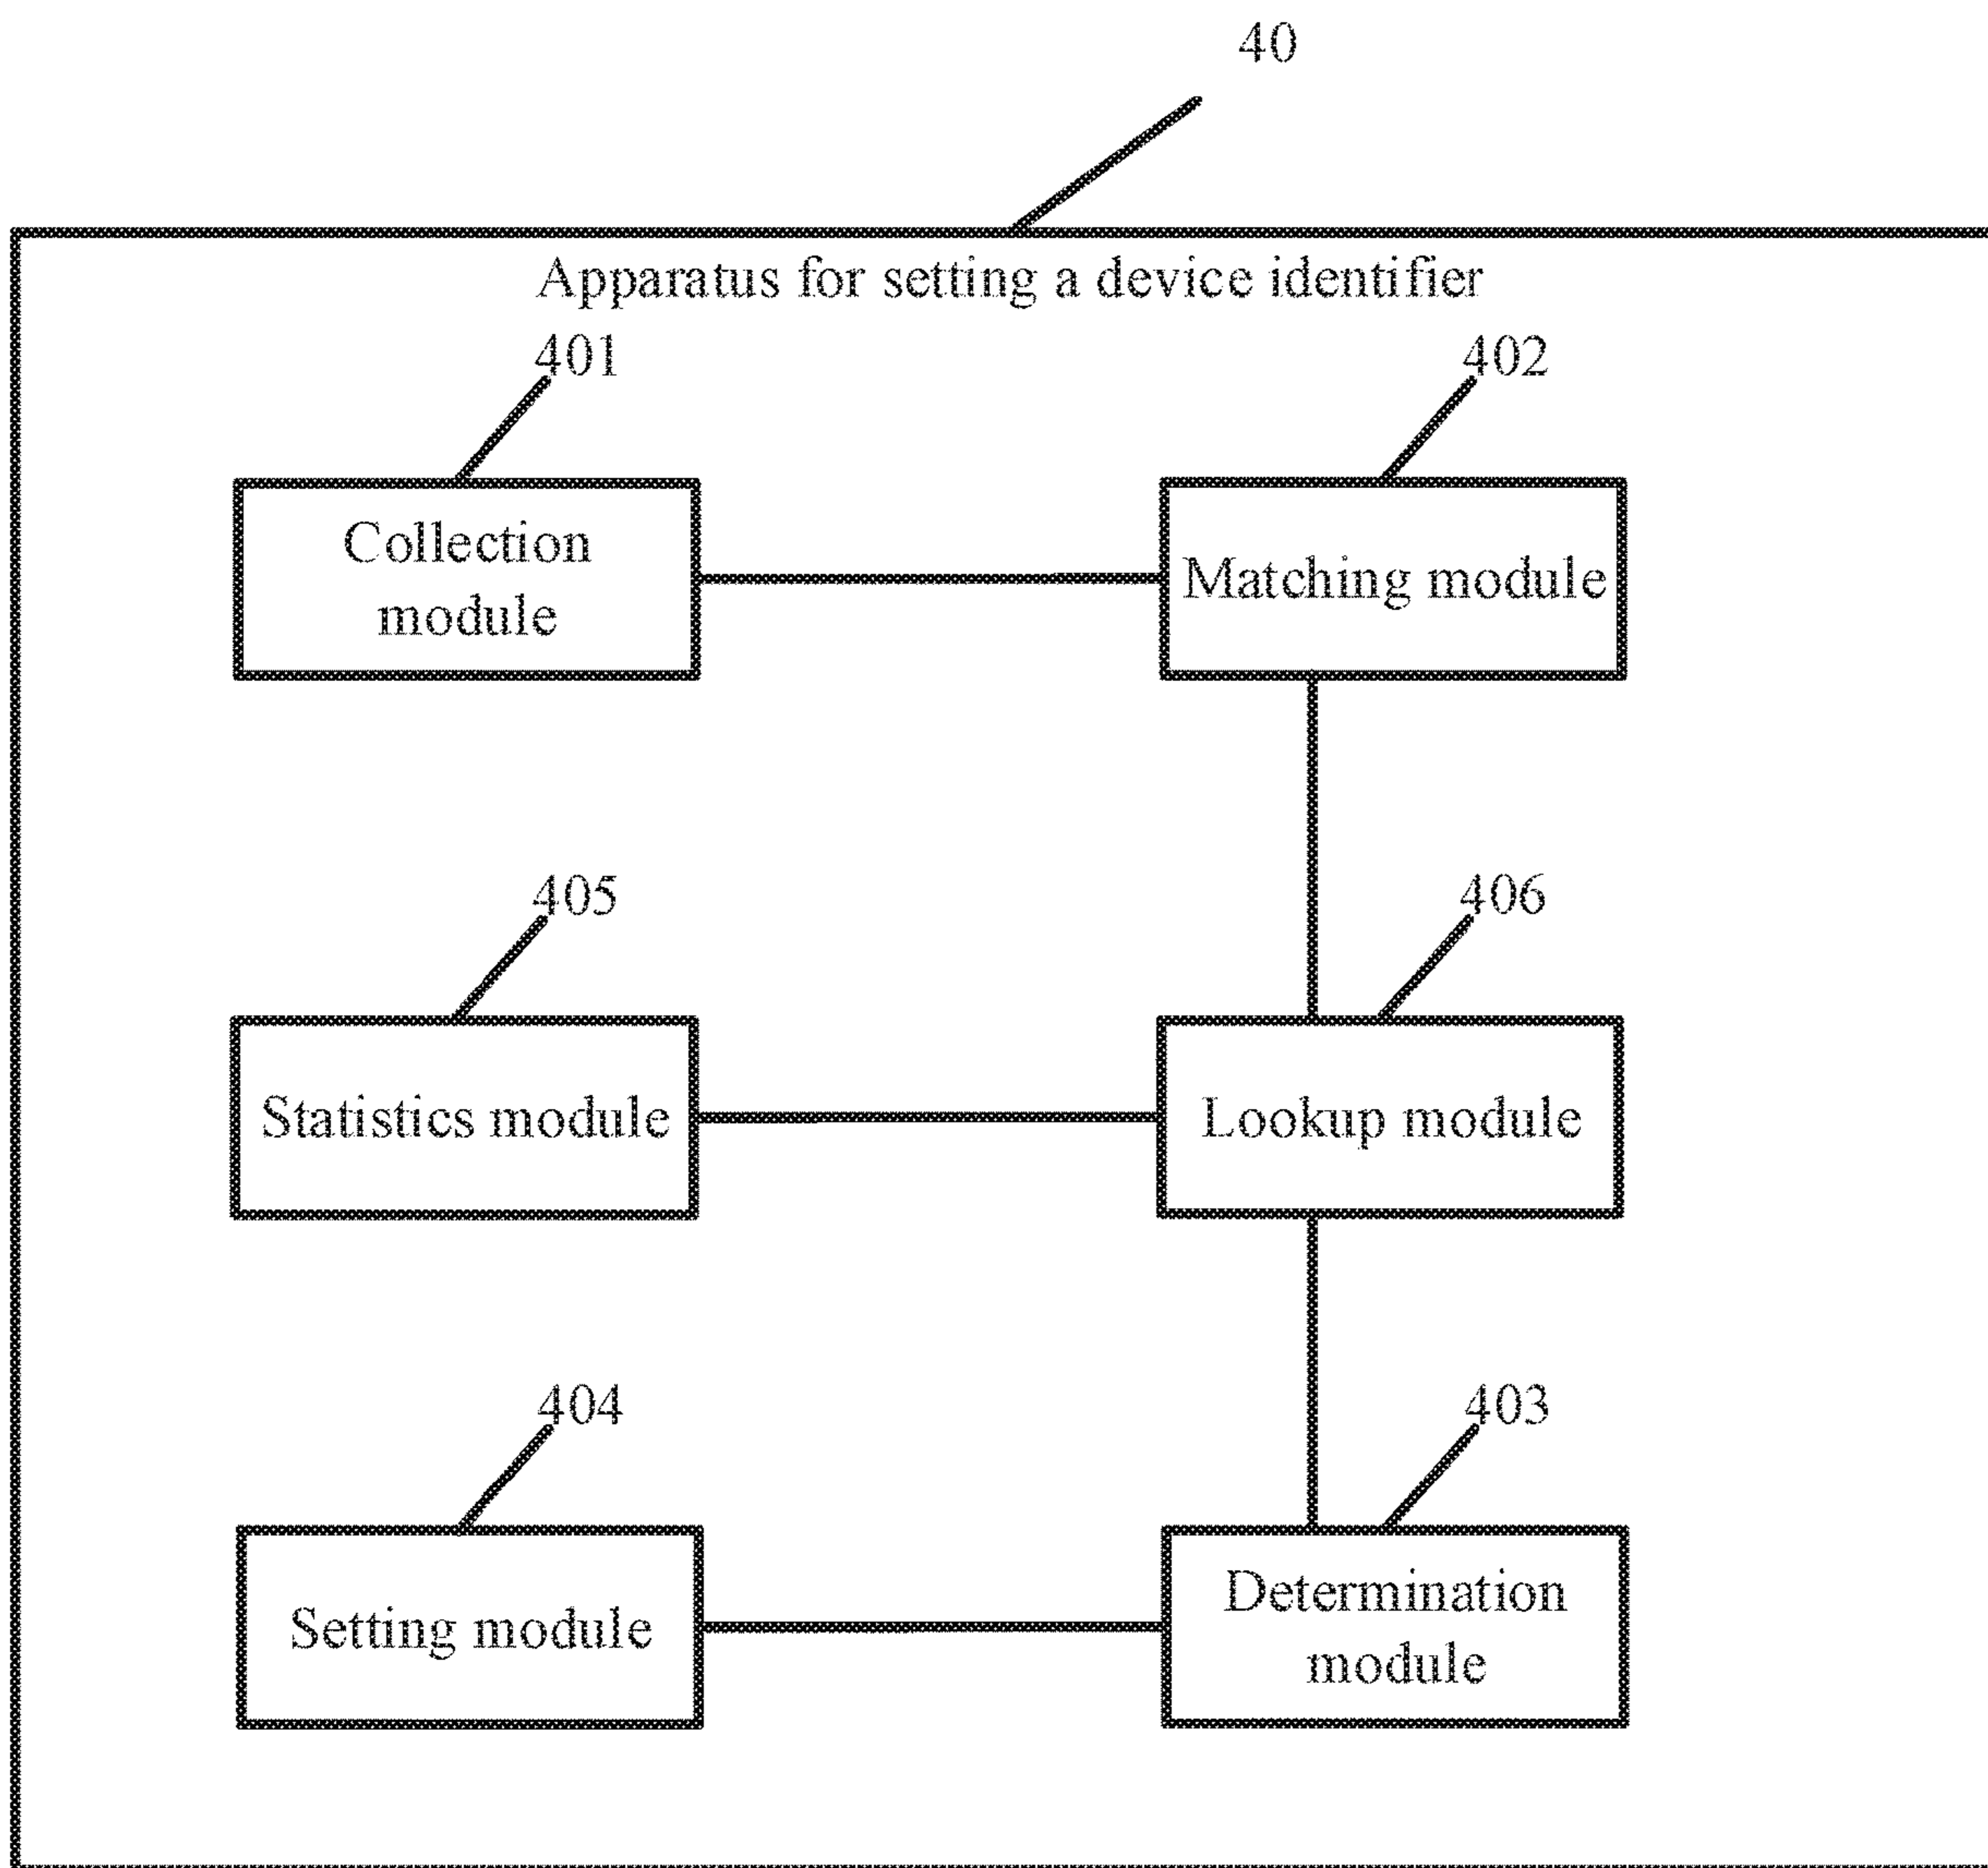 40
Apparatus for setting a device identifier
401
402
Collection
module
Matching module
405
406
Statistics module
Lookup module
404
403
Setting module
Determination
module